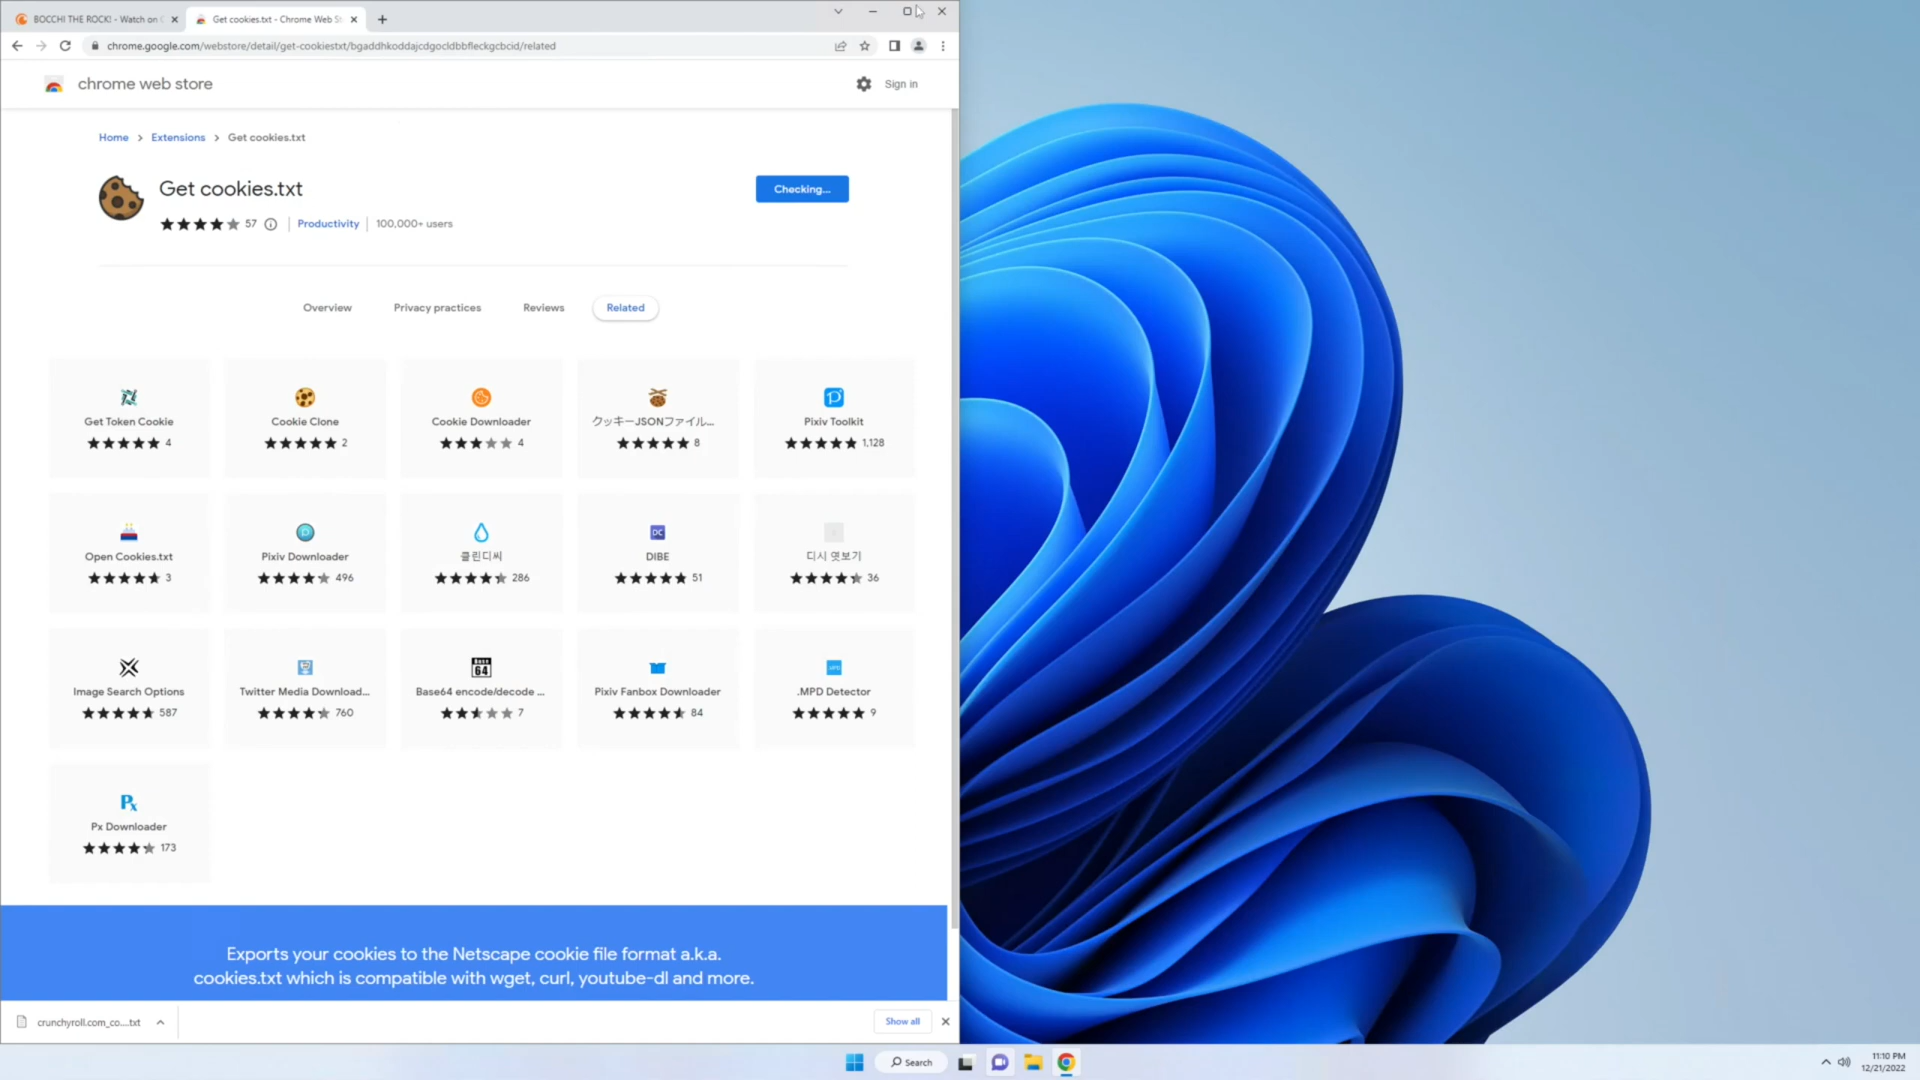 BOCCHI THE ROCK! - Watch on C
Get cookies.txt - Chrome Web St
chrome.google.com/webstore/detail/get-cookiestxt/bgaddhkoddajcdgocldbbfleckgcbcid/related
chrome web store
Sign in
Home > Extensions > Get cookies.txt
Get cookies.txt
Checking...
57
Productivity
100,000+ users
Overview
Privacy practices
Reviews
Related
Get Token Cookie
4
Cookie Clone
2
Cookie Downloader
4
クッキーJSONファイル...
8
Pixiv Toolkit
1,128
Open Cookies.txt
3
Pixiv Downloader
496
클린디씨
286
DC
DIBE
51
디시 엿보기
36
Image Search Options
587
Twitter Media Download...
760
Base
64
Base64 encode/decode ...
7
Pixiv Fanbox Downloader
84
.MPD Detector
9
Px
Px Downloader
173
Exports your cookies to the Netscape cookie file format a.k.a.
cookies.txt which is compatible with wget, curl, youtube-dl and more.
crunchyroll.com_co....txt
Show all
Search
11:10 PM
12/21/2022